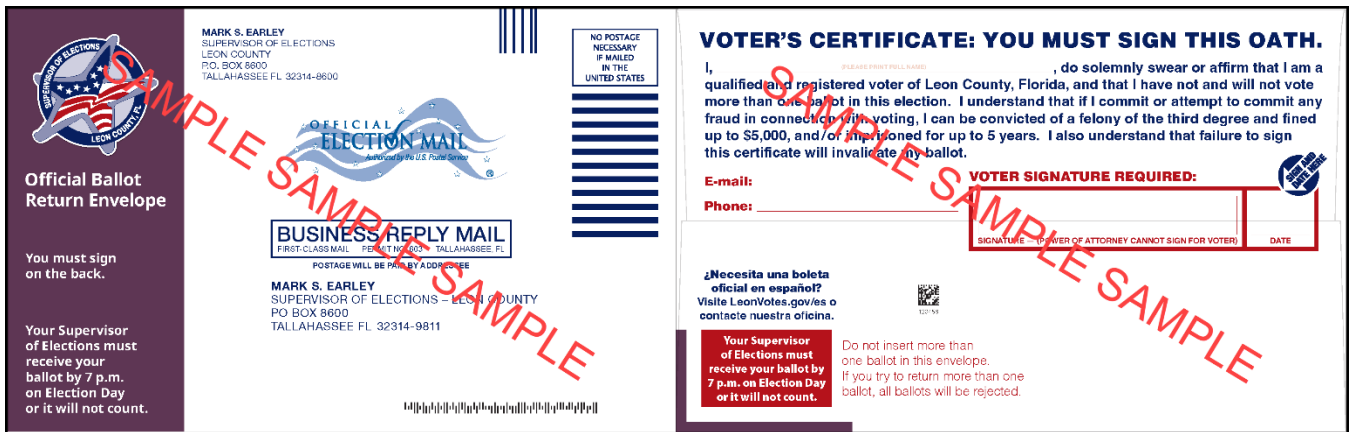 SUPERVISOR OF ELECTIONS
LEON COUNTY, FL
Official Ballot
Return Envelope
You must sign
on the back.
Your Supervisor
of Elections must
receive your
ballot by 7 p.m.
on Election Day
or it will not count.
MARK S. EARLEY
SUPERVISOR OF ELECTIONS
LEON COUNTY
P.O. BOX 8600
TALLAHASSEE FL 32314-8600
NO POSTAGE
NECESSARY
IF MAILED
IN THE
UNITED STATES
OFFICIAL
ELECTION MAIL
Authorized by the U.S. Postal Service
®
BUSINESS REPLY MAIL
FIRST-CLASS MAIL PERMIT NO. 603 TALLAHASSEE, FL
POSTAGE WILL BE PAID BY ADDRESSEE
MARK S. EARLEY
SUPERVISOR OF ELECTIONS – LEON COUNTY
PO BOX 8600
TALLAHASSEE FL 32314-9811
SAMPLE SAMPLE SAMPLE
VOTER'S CERTIFICATE: YOU MUST SIGN THIS OATH.
I, (PLEASE PRINT FULL NAME) , do solemnly swear or affirm that I am a
qualified and registered voter of Leon County, Florida, and that I have not and will not vote
more than one ballot in this election. I understand that if I commit or attempt to commit any
fraud in connection with voting, I can be convicted of a felony of the third degree and fined
up to $5,000, and/or imprisoned for up to 5 years. I also understand that failure to sign
this certificate will invalidate my ballot.
E-mail:
Phone:
VOTER SIGNATURE REQUIRED:
SIGN AND
DATE HERE
SIGNATURE — (POWER OF ATTORNEY CANNOT SIGN FOR VOTER)
DATE
¿Necesita una boleta
oficial en español?
Visite LeonVotes.gov/es o
contacte nuestra oficina.
123456
Your Supervisor
of Elections must
receive your ballot by
7 p.m. on Election Day
or it will not count.
Do not insert more than
one ballot in this envelope.
If you try to return more than one
ballot, all ballots will be rejected.
SAMPLE SAMPLE SAMPLE